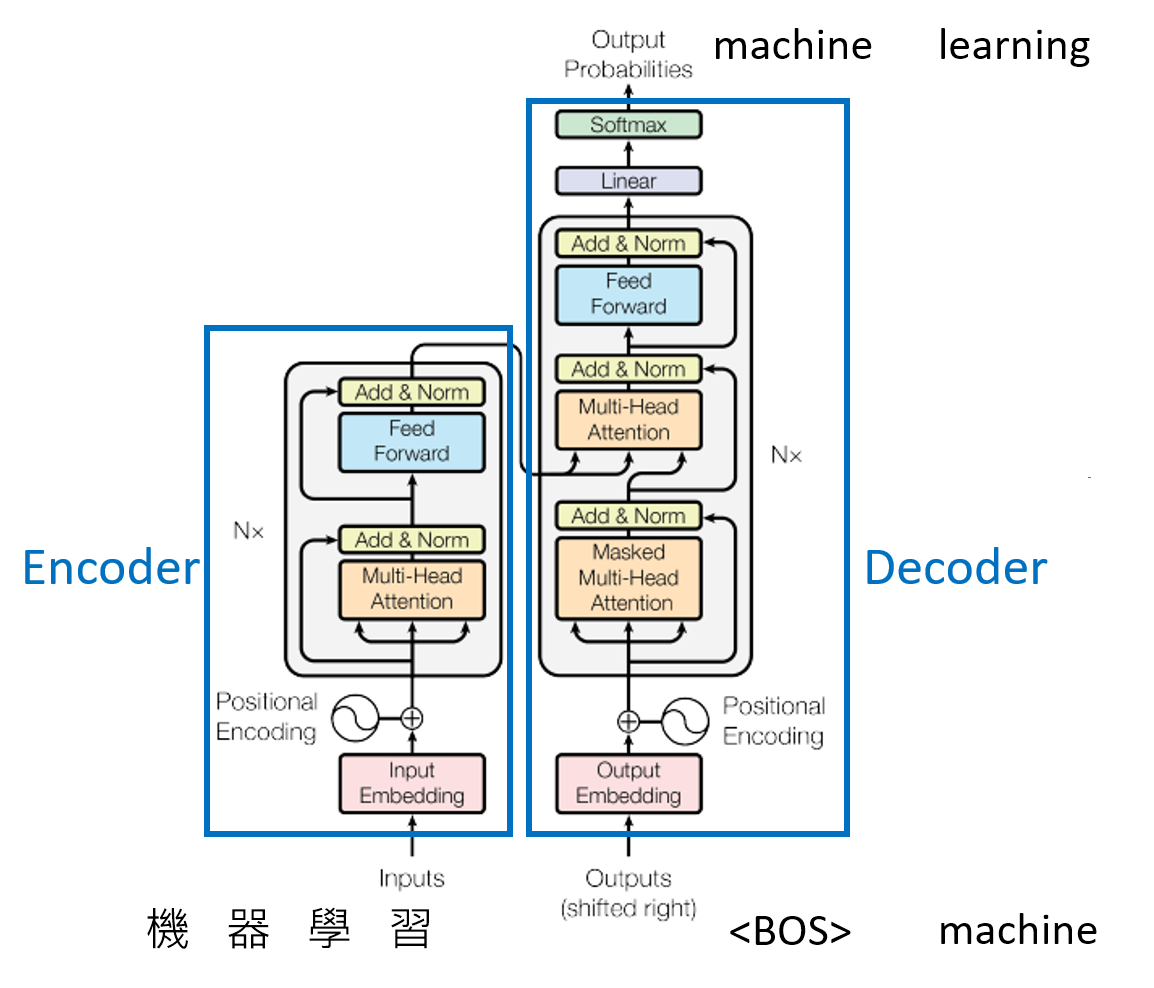 Output
Probabilities
machine learning
Softmax
Linear
Add & Norm
Feed
Forward
Add & Norm
Multi-Head
Attention
Nx
Add & Norm
Masked
Multi-Head
Attention
Decoder
Positional
Encoding
Output
Embedding
Outputs
(shifted right)
<BOS> machine
Add & Norm
Feed
Forward
Nx
Add & Norm
Multi-Head
Attention
Encoder
Positional
Encoding
Input
Embedding
Inputs
機 器 學 習